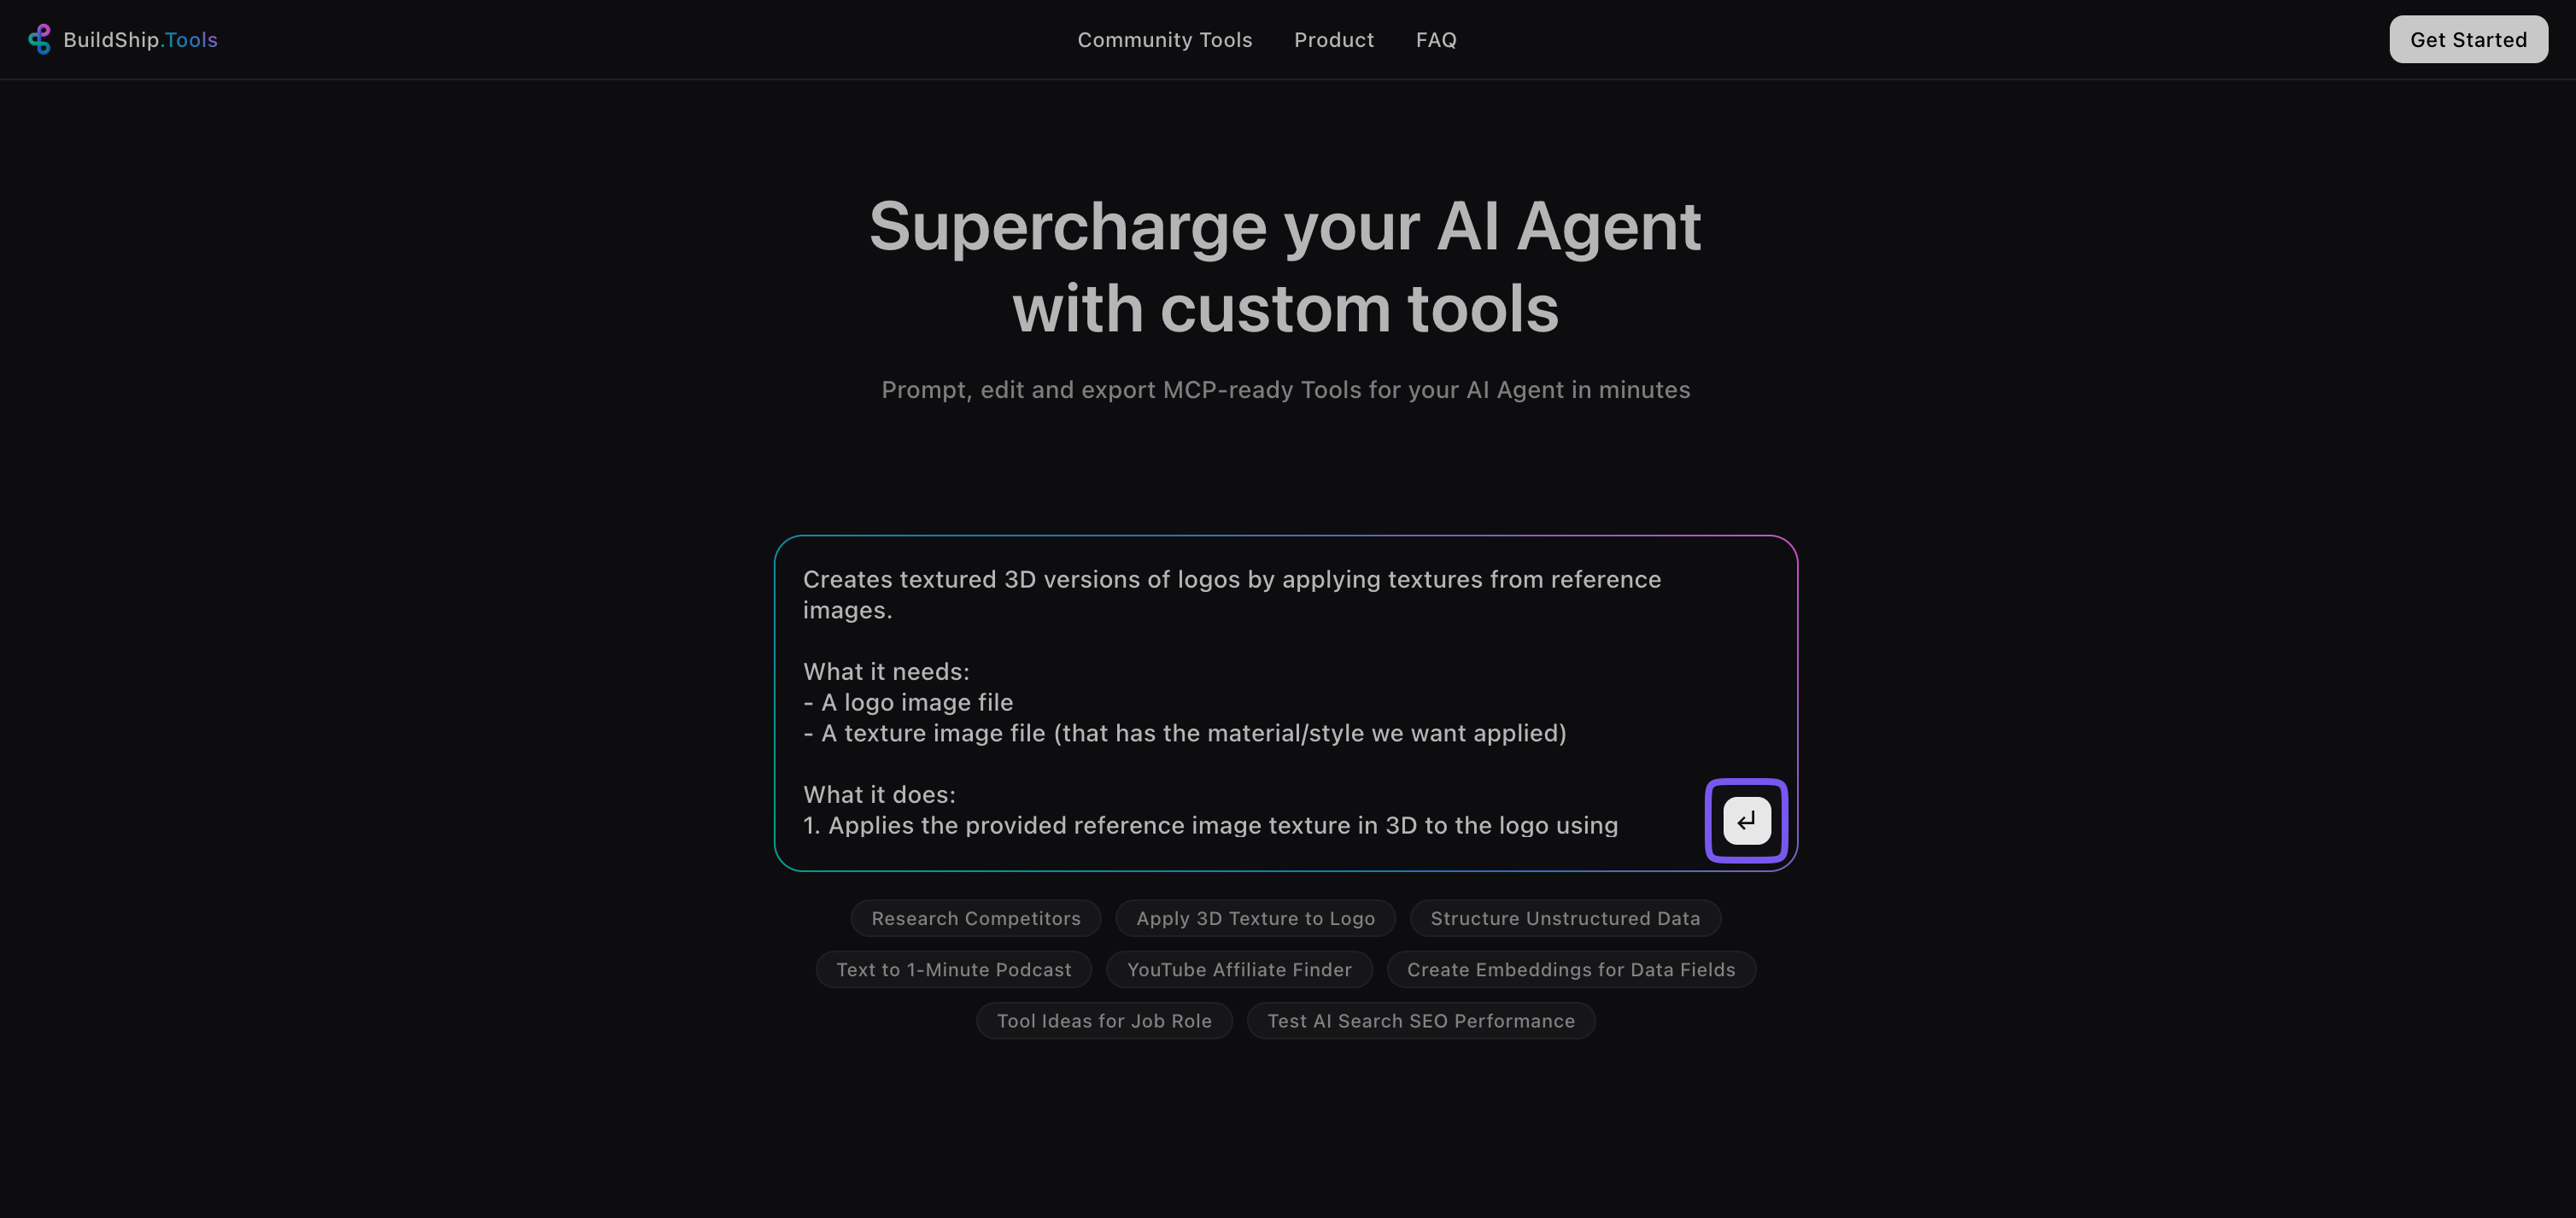 BuildShip.Tools
Community Tools
Product
FAQ
Get Started
Supercharge your AI Agent
with custom tools
Prompt, edit and export MCP-ready Tools for your AI Agent in minutes
Creates textured 3D versions of logos by applying textures from reference
images.
What it needs:
- A logo image file
- A texture image file (that has the material/style we want applied)
What it does:
1. Applies the provided reference image texture in 3D to the logo using
Research Competitors
Apply 3D Texture to Logo
Structure Unstructured Data
Text to 1-Minute Podcast
YouTube Affiliate Finder
Create Embeddings for Data Fields
Tool Ideas for Job Role
Test AI Search SEO Performance